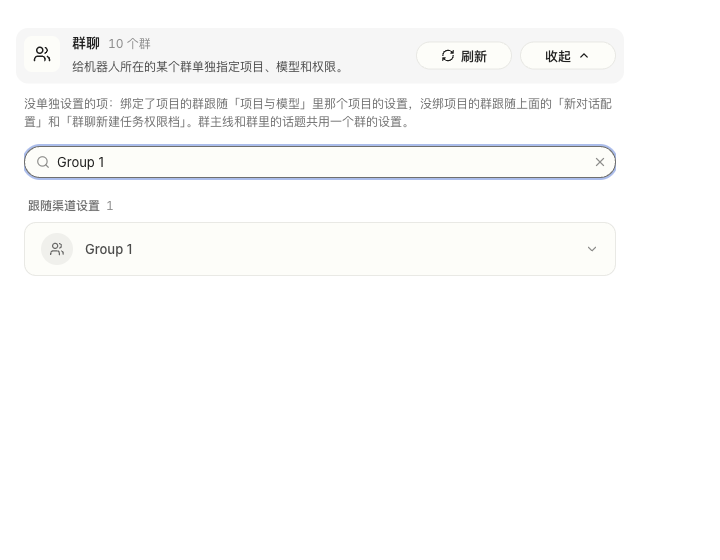 群聊 10 个群
给机器人所在的某个群单独指定项目、模型和权限。
刷新
收起
没单独设置的项：绑定了项目的群跟随「项目与模型」里那个项目的设置，没绑项目的群跟随上面的「新对话配
置」和「群聊新建任务权限档」。群主线和群里的话题共用一个群的设置。
Group 1
跟随渠道设置 1
Group 1